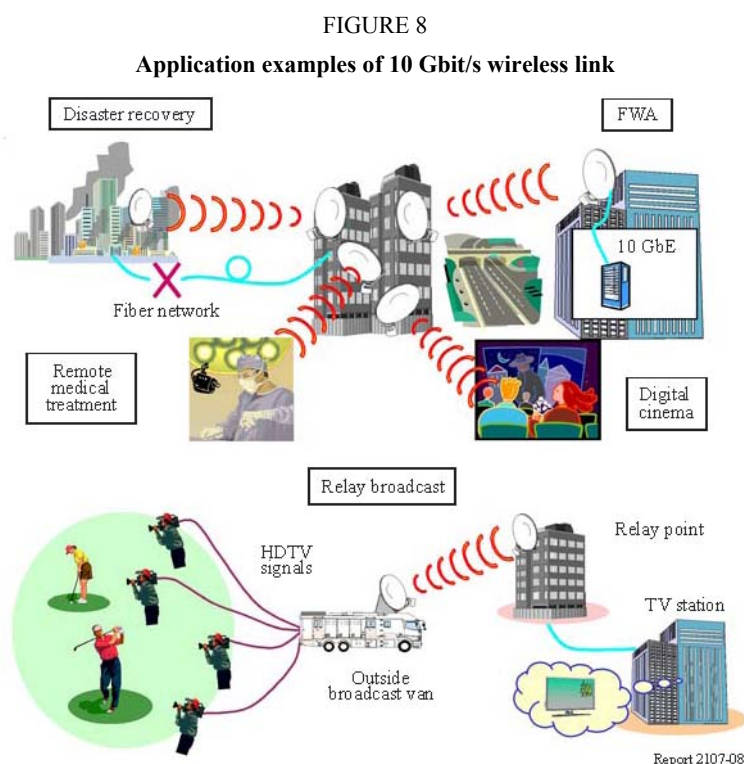 FIGURE 8
Application examples of 10 Gbit/s wireless link
Disaster recovery
FWA
10 GbE
Fiber network
Remote
medical
treatment
Digital
cinema
Relay broadcast
HDTV
signals
Relay point
TV station
Outside
broadcast van
Report 2107-08